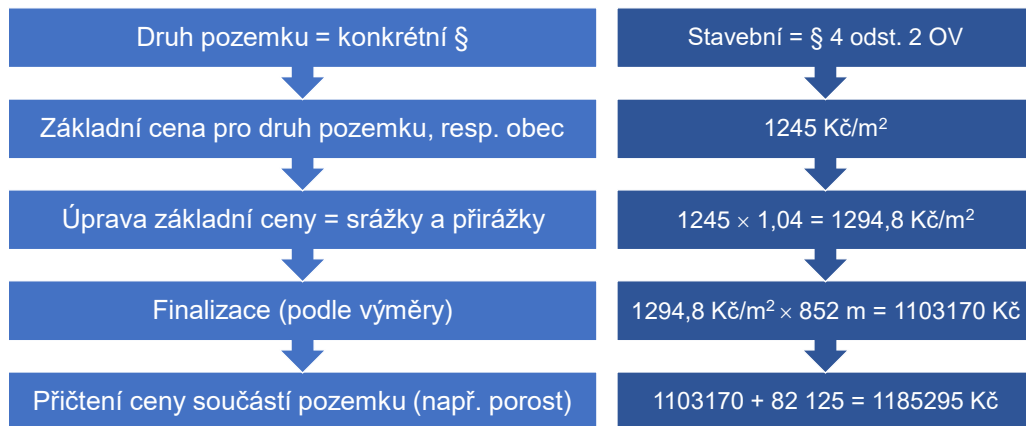 Druh pozemku = konkrétní §
Stavební = § 4 odst. 2 OV
Základní cena pro druh pozemku, resp. obec
1245 Kč/m²
Úprava základní ceny = srážky a přirážky
1245 × 1,04 = 1294,8 Kč/m²
Finalizace (podle výměry)
1294,8 Kč/m² × 852 m = 1103170 Kč
Přičtení ceny součástí pozemku (např. porost)
1103170 + 82 125 = 1185295 Kč